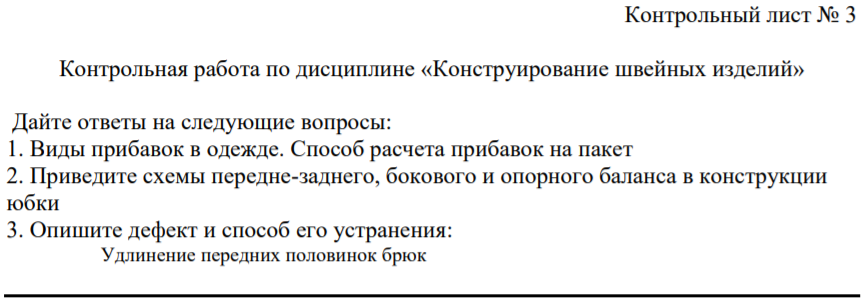 Контрольный лист № 3
Контрольная работа по дисциплине «Конструирование швейных изделий»
Дайте ответы на следующие вопросы:
1. Виды прибавок в одежде. Способ расчета прибавок на пакет
2. Приведите схемы передне-заднего, бокового и опорного баланса в конструкции
юбки
3. Опишите дефект и способ его устранения:
Удлинение передних половинок брюк